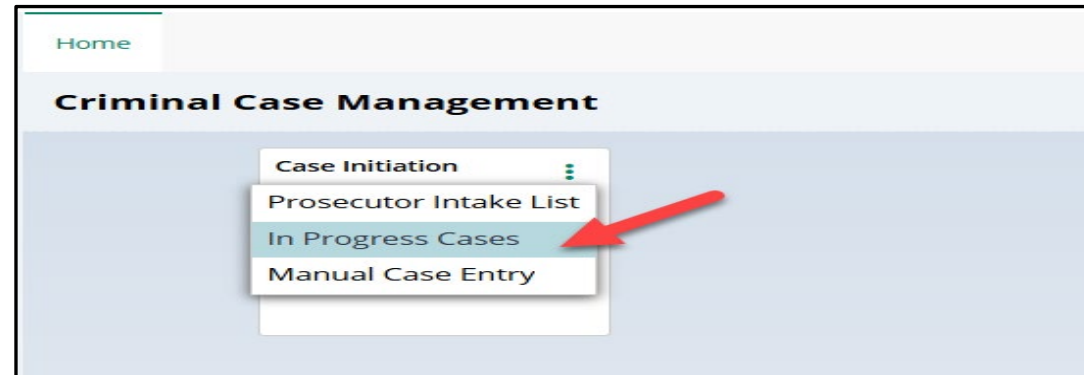 Home
Criminal Case Management
Case Initiation
Prosecutor Intake List
In Progress Cases
Manual Case Entry